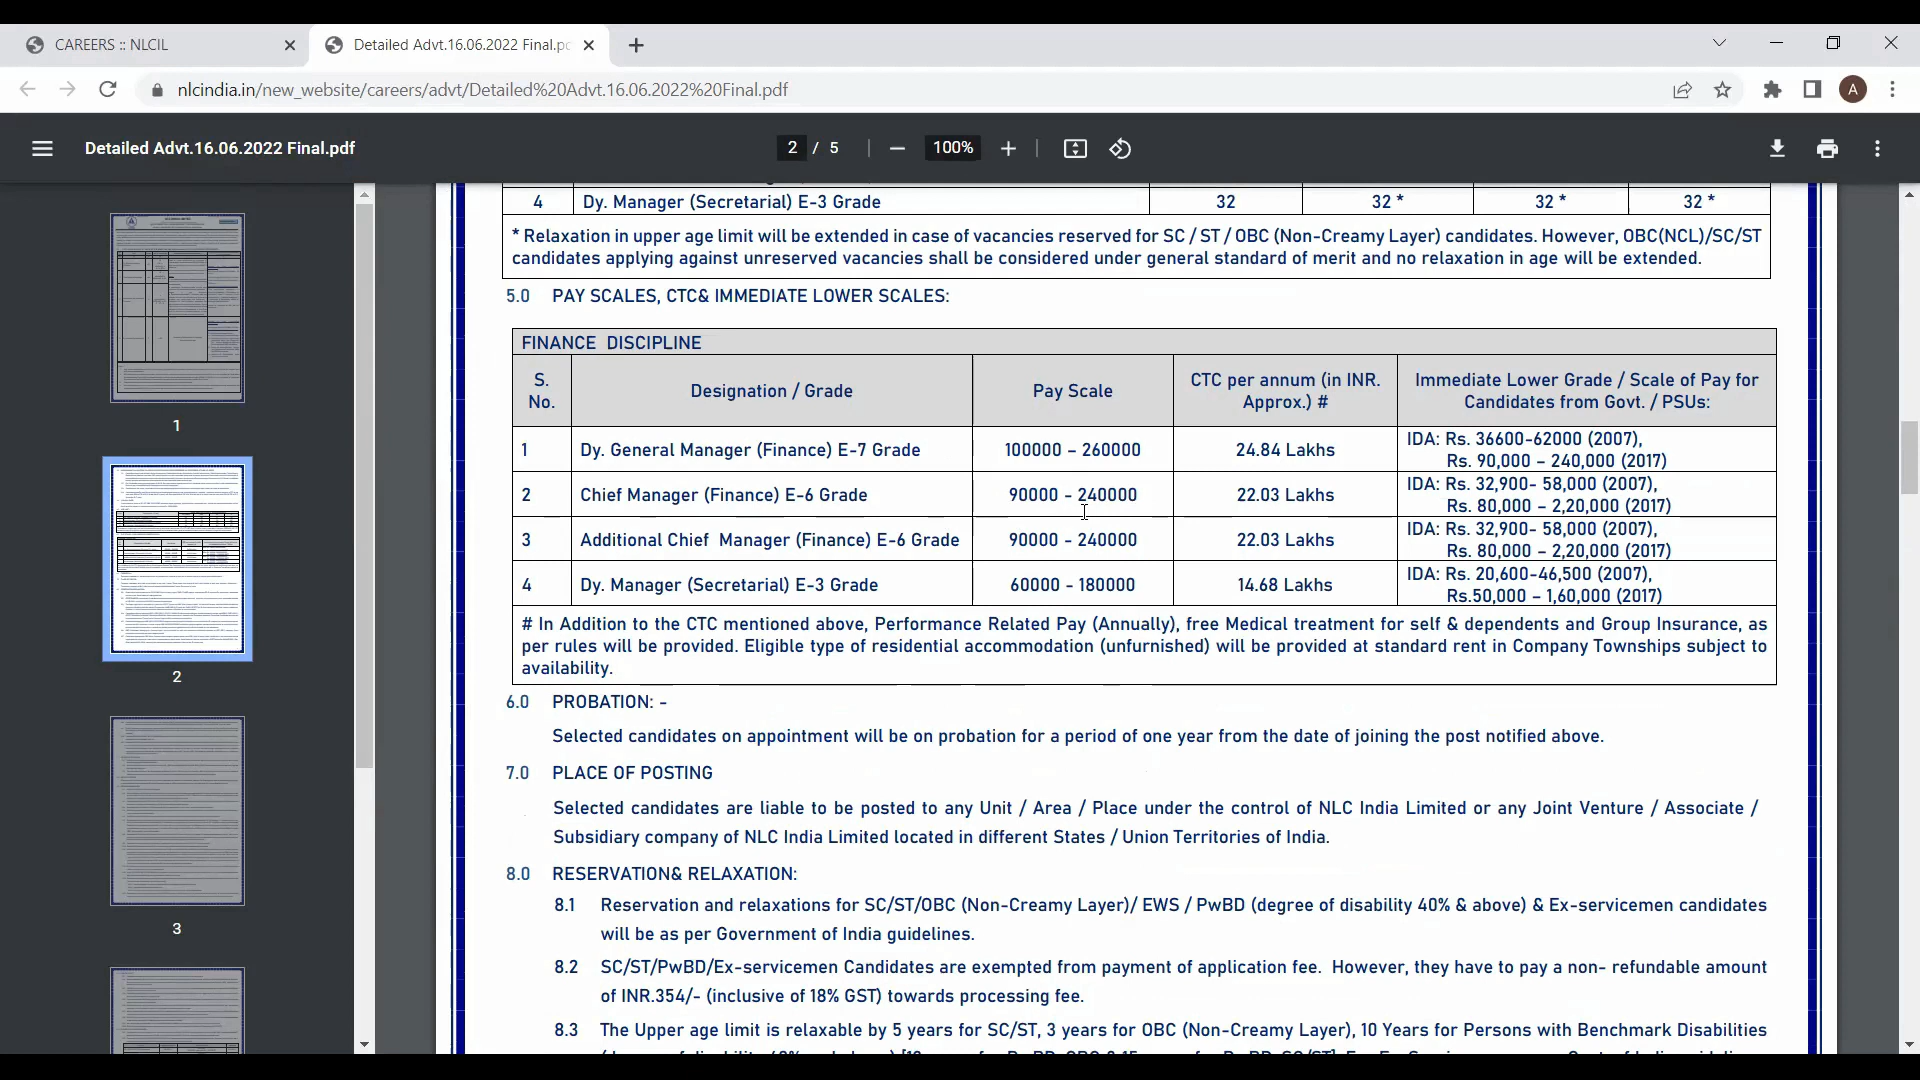 CAREERS :: NLCIL
Detailed Advt.16.06.2022 Final.pd
nlcindia.in/new_website/careers/advt/Detailed%20Advt.16.06.2022%20Final.pdf
A
Detailed Advt.16.06.2022 Final.pdf
2 / 5
100%
1
2
3
4 Dy. Manager (Secretarial) E-3 Grade 32 32 * 32 * 32 *
* Relaxation in upper age limit will be extended in case of vacancies reserved for SC / ST / OBC (Non-Creamy Layer) candidates. However, OBC(NCL)/SC/ST
candidates applying against unreserved vacancies shall be considered under general standard of merit and no relaxation in age will be extended.
5.0 PAY SCALES, CTC& IMMEDIATE LOWER SCALES:
FINANCE DISCIPLINE
S. No. Designation / Grade Pay Scale CTC per annum (in INR. Approx.) # Immediate Lower Grade / Scale of Pay for Candidates from Govt. / PSUs:
1 Dy. General Manager (Finance) E-7 Grade 100000 – 260000 24.84 Lakhs IDA: Rs. 36600-62000 (2007),
Rs. 90,000 – 240,000 (2017)
2 Chief Manager (Finance) E-6 Grade 90000 - 240000 22.03 Lakhs IDA: Rs. 32,900- 58,000 (2007),
Rs. 80,000 – 2,20,000 (2017)
3 Additional Chief Manager (Finance) E-6 Grade 90000 - 240000 22.03 Lakhs IDA: Rs. 32,900- 58,000 (2007),
Rs. 80,000 – 2,20,000 (2017)
4 Dy. Manager (Secretarial) E-3 Grade 60000 - 180000 14.68 Lakhs IDA: Rs. 20,600-46,500 (2007),
Rs.50,000 – 1,60,000 (2017)
# In Addition to the CTC mentioned above, Performance Related Pay (Annually), free Medical treatment for self & dependents and Group Insurance, as
per rules will be provided. Eligible type of residential accommodation (unfurnished) will be provided at standard rent in Company Townships subject to
availability.
6.0 PROBATION: -
Selected candidates on appointment will be on probation for a period of one year from the date of joining the post notified above.
7.0 PLACE OF POSTING
Selected candidates are liable to be posted to any Unit / Area / Place under the control of NLC India Limited or any Joint Venture / Associate /
Subsidiary company of NLC India Limited located in different States / Union Territories of India.
8.0 RESERVATION& RELAXATION:
8.1 Reservation and relaxations for SC/ST/OBC (Non-Creamy Layer)/ EWS / PwBD (degree of disability 40% & above) & Ex-servicemen candidates
will be as per Government of India guidelines.
8.2 SC/ST/PwBD/Ex-servicemen Candidates are exempted from payment of application fee. However, they have to pay a non- refundable amount
of INR.354/- (inclusive of 18% GST) towards processing fee.
8.3 The Upper age limit is relaxable by 5 years for SC/ST, 3 years for OBC (Non-Creamy Layer), 10 Years for Persons with Benchmark Disabilities